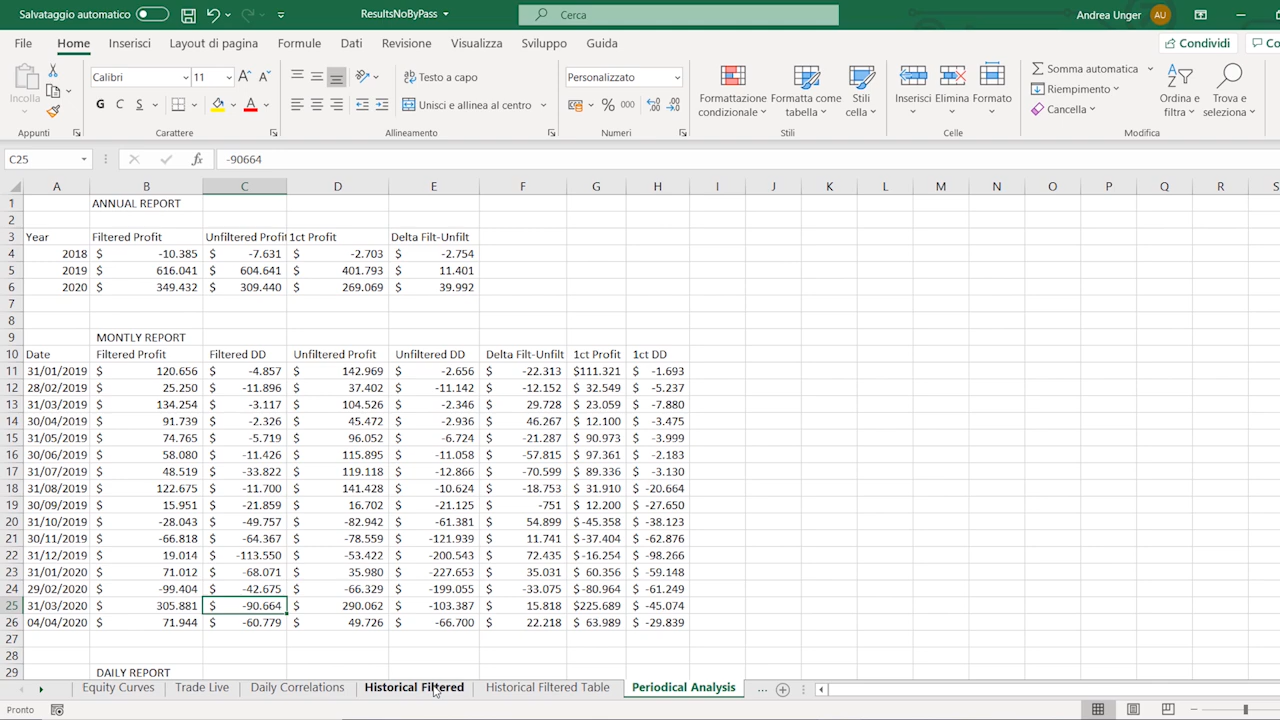 Salvataggio automatico ResultsNoByPass Cerca Andrea Unger AU
File Home Inserisci Layout di pagina Formule Dati Revisione Visualizza Sviluppo Guida Condividi Co
Incolla Calibri 11 Testo a capo Personalizzato Formattazione condizionale Formatta come tabella Stili cella Inserisci Elimina Formato Somma automatica Ordina e filtra Trova e seleziona
G C S A Unisci e allinea al centro % 000 Riempimento
Cancella
Appunti Carattere Allineamento Numeri Stili Celle Modifica
C25 fx -90664
A B C D E F G H I J K L M N O P Q R S
1 ANNUAL REPORT
2
3 Year Filtered Profit Unfiltered Profit 1ct Profit Delta Filt-Unfilt
4 2018 $ -10.385 $ -7.631 $ -2.703 $ -2.754
5 2019 $ 616.041 $ 604.641 $ 401.793 $ 11.401
6 2020 $ 349.432 $ 309.440 $ 269.069 $ 39.992
7
8
9 MONTLY REPORT
10 Date Filtered Profit Filtered DD Unfiltered Profit Unfiltered DD Delta Filt-Unfilt 1ct Profit 1ct DD
11 31/01/2019 $ 120.656 $ -4.857 $ 142.969 $ -2.656 $ -22.313 $111.321 $ -1.693
12 28/02/2019 $ 25.250 $ -11.896 $ 37.402 $ -11.142 $ -12.152 $ 32.549 $ -5.237
13 31/03/2019 $ 134.254 $ -3.117 $ 104.526 $ -2.346 $ 29.728 $ 23.059 $ -7.880
14 30/04/2019 $ 91.739 $ -2.326 $ 45.472 $ -2.936 $ 46.267 $ 12.100 $ -3.475
15 31/05/2019 $ 74.765 $ -5.719 $ 96.052 $ -6.724 $ -21.287 $ 90.973 $ -3.999
16 30/06/2019 $ 58.080 $ -11.426 $ 115.895 $ -11.058 $ -57.815 $ 97.361 $ -2.183
17 31/07/2019 $ 48.519 $ -33.822 $ 119.118 $ -12.866 $ -70.599 $ 89.336 $ -3.130
18 31/08/2019 $ 122.675 $ -11.700 $ 141.428 $ -10.624 $ -18.753 $ 31.910 $ -20.664
19 30/09/2019 $ 15.951 $ -21.859 $ 16.702 $ -21.125 $ -751 $ 12.200 $ -27.650
20 31/10/2019 $ -28.043 $ -49.757 $ -82.942 $ -61.381 $ 54.899 $ -45.358 $ -38.123
21 30/11/2019 $ -66.818 $ -64.367 $ -78.559 $ -121.939 $ 11.741 $ -37.404 $ -62.876
22 31/12/2019 $ 19.014 $ -113.550 $ -53.422 $ -200.543 $ 72.435 $ -16.254 $ -98.266
23 31/01/2020 $ 71.012 $ -68.071 $ 35.980 $ -227.653 $ 35.031 $ 60.356 $ -59.148
24 29/02/2020 $ -99.404 $ -42.675 $ -66.329 $ -199.055 $ -33.075 $ -80.964 $ -61.249
25 31/03/2020 $ 305.881 $ -90.664 $ 290.062 $ -103.387 $ 15.818 $225.689 $ -45.074
26 04/04/2020 $ 71.944 $ -60.779 $ 49.726 $ -66.700 $ 22.218 $ 63.989 $ -29.839
27
28
29 DAILY REPORT
Equity Curves Trade Live Daily Correlations Historical Filtered Historical Filtered Table Periodical Analysis ...
Pronto